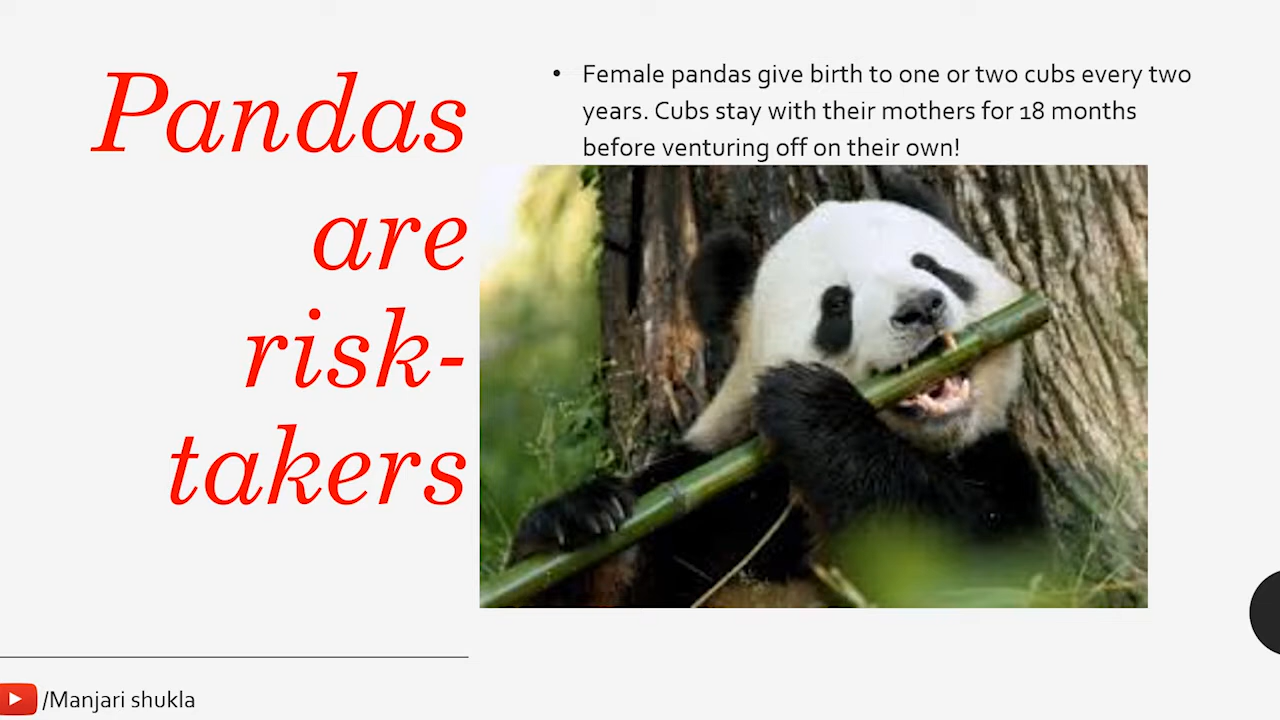 Pandas
are
risk-
takers
• Female pandas give birth to one or two cubs every two
years. Cubs stay with their mothers for 18 months
before venturing off on their own!
/Manjari shukla